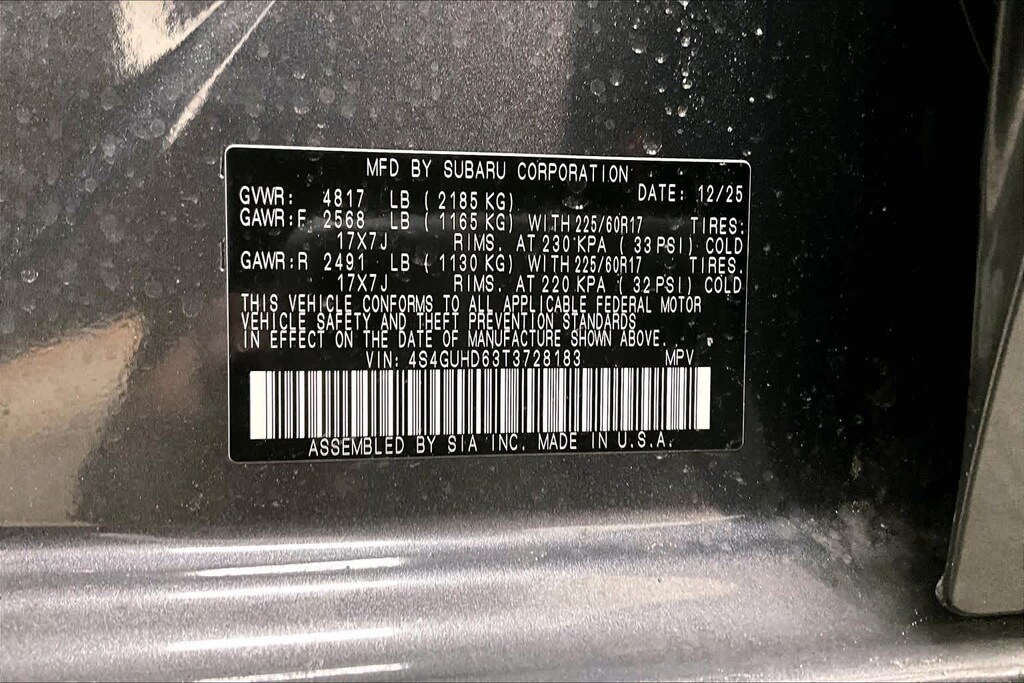 MFD BY SUBARU CORPORATION
GVWR: 4817 LB ( 2185 KG) DATE: 12/25
GAWR:F 2568 LB ( 1165 KG) WITH 225/60R17 TIRES.
17X7J RIMS. AT 230 KPA ( 33 PSI) COLD
GAWR:R 2491 LB ( 1130 KG) WITH 225/60R17 TIRES.
17X7J RIMS. AT 220 KPA ( 32 PSI) COLD
THIS VEHICLE CONFORMS TO ALL APPLICABLE FEDERAL MOTOR
VEHICLE SAFETY AND THEFT PREVENTION STANDARDS
IN EFFECT ON THE DATE OF MANUFACTURE SHOWN ABOVE.
VIN: 4S4GUHD63T3728183 MPV
ASSEMBLED BY SIA INC. MADE IN U.S.A.